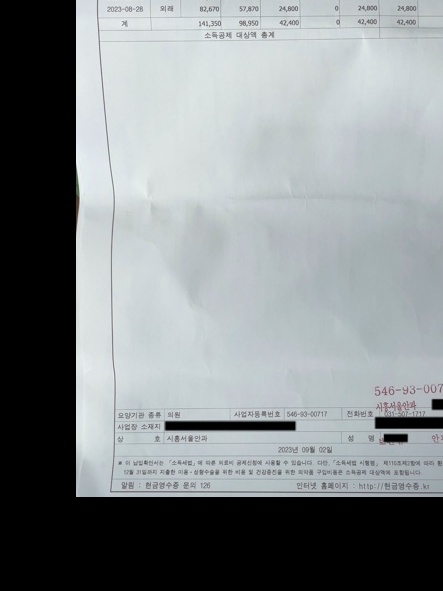 2023-08-28 외래 82,670 57,870 24,800 0 24,800 24,800
계 141,350 98,950 42,400 0 42,400 42,400
소득공제 대상액 총계
546-93-007
시흥서울안과
요양기관 종류 의원 사업자등록번호 546-93-00717 전화번호 031-507-1717
사업장 소재지
상 호 시흥서울안과 성 명 안과
2023년 09월 02일
※ 이 납입확인서는 「소득세법」에 따른 의료비 공제신청에 사용할 수 있습니다. 다만, 「소득세법 시행령」 제118조제2항에 따라
12월 31일까지 지출한 미용·성형수술을 위한 비용 및 건강증진을 위한 의약품 구입비용은 소득공제 대상액에 포함됩니다.
알림 : 현금영수증 문의 126 인터넷 홈페이지 : http://현금영수증.kr